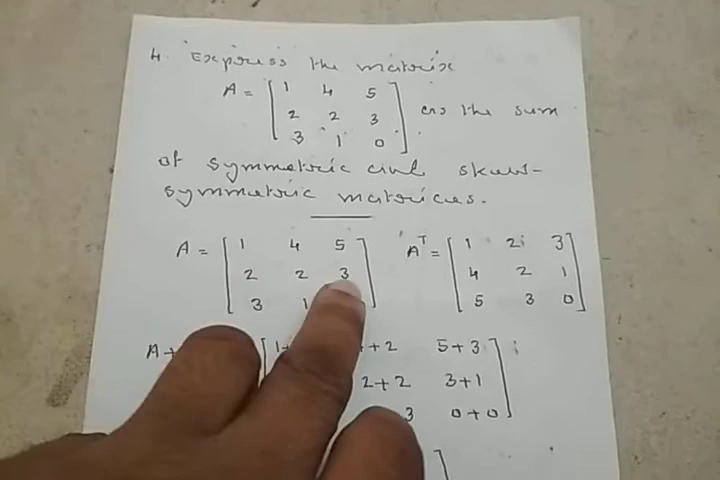 4. Express the matrix
A = [ 1 4 5
2 2 3
3 1 0 ] as the sum
of symmetric and skew-
symmetric matrices.
A = [ 1 4 5 ] A^T = [ 1 2 3 ]
2 2 3 4 2 1
3 1 5 3 0
A+ [ 1+ +2 5+3 ]
2+2 3+1
3 0+0